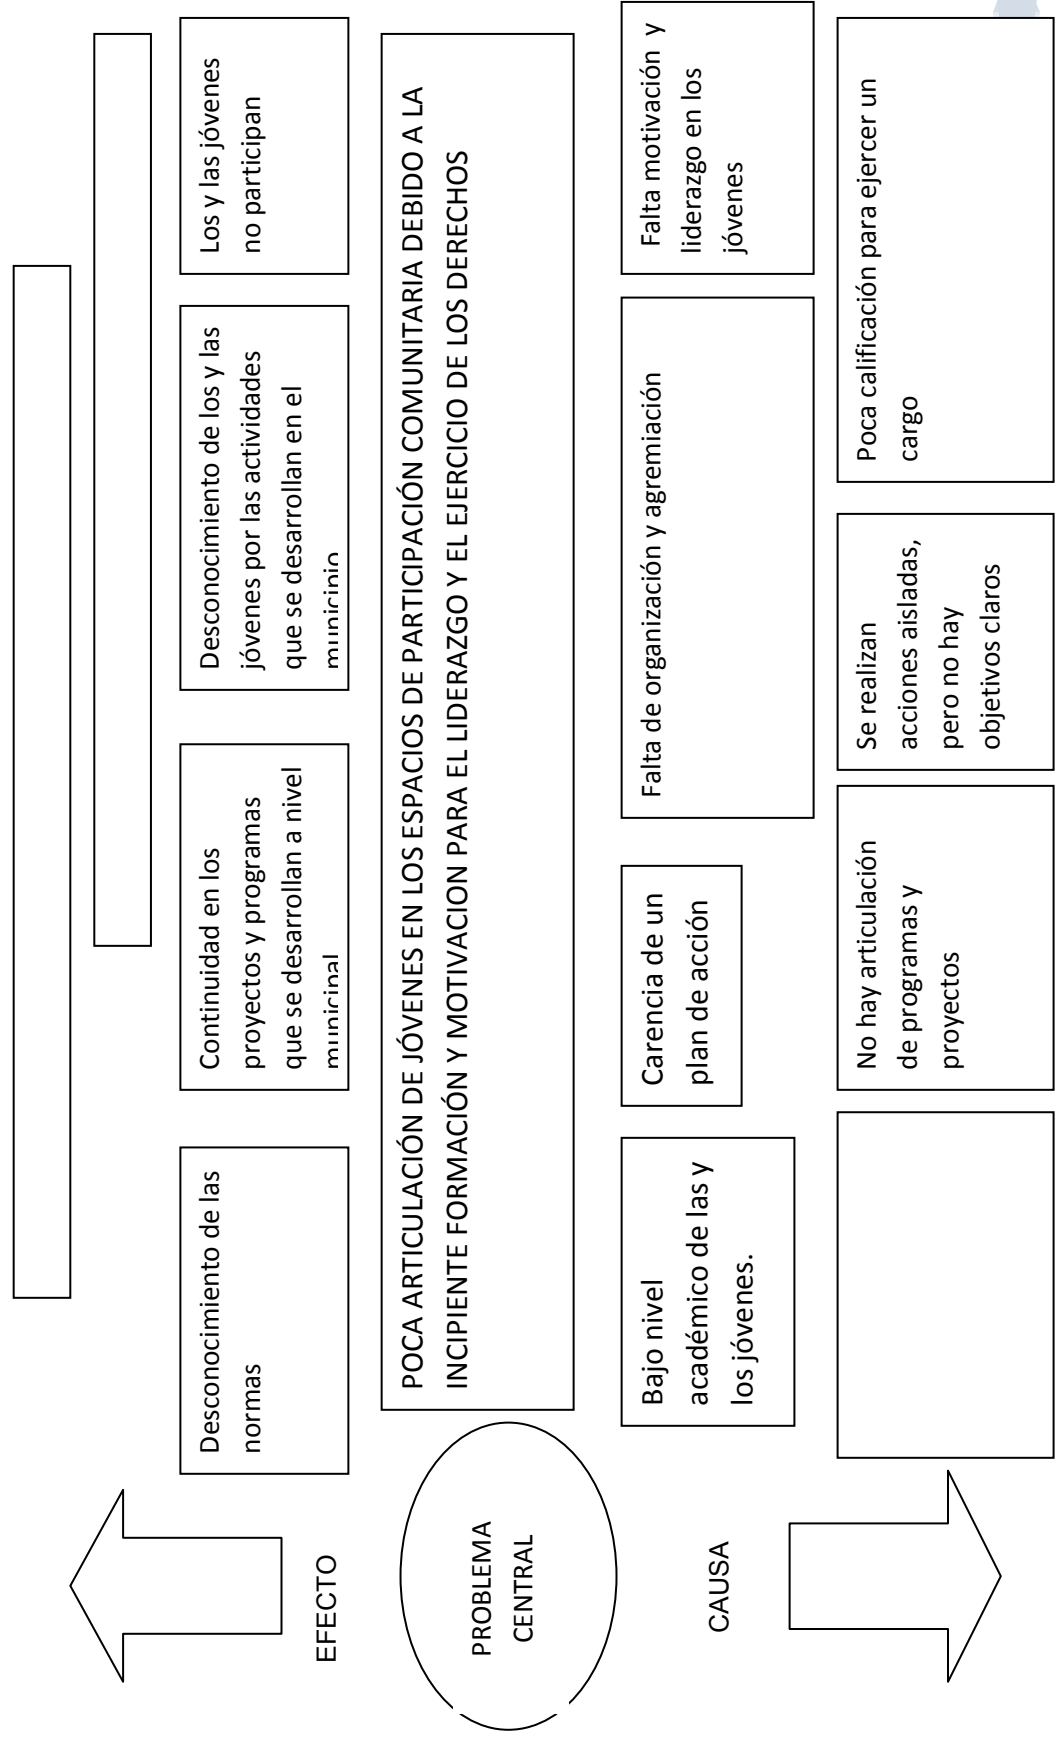 EFECTO
Desconocimiento de las
normas
Continuidad en los
proyectos y programas
que se desarrollan a nivel
municipal
Desconocimiento de los y las
jóvenes por las actividades
que se desarrollan en el
municipio
Los y las jóvenes
no participan
PROBLEMA
CENTRAL
POCA ARTICULACIÓN DE JÓVENES EN LOS ESPACIOS DE PARTICIPACIÓN COMUNITARIA DEBIDO A LA
INCIPIENTE FORMACIÓN Y MOTIVACION PARA EL LIDERAZGO Y EL EJERCICIO DE LOS DERECHOS
CAUSA
Bajo nivel
académico de las y
los jóvenes.
Carencia de un
plan de acción
Falta de organización y agremiación
Falta motivación y
liderazgo en los
jóvenes
No hay articulación
de programas y
proyectos
Se realizan
acciones aisladas,
pero no hay
objetivos claros
Poca calificación para ejercer un
cargo